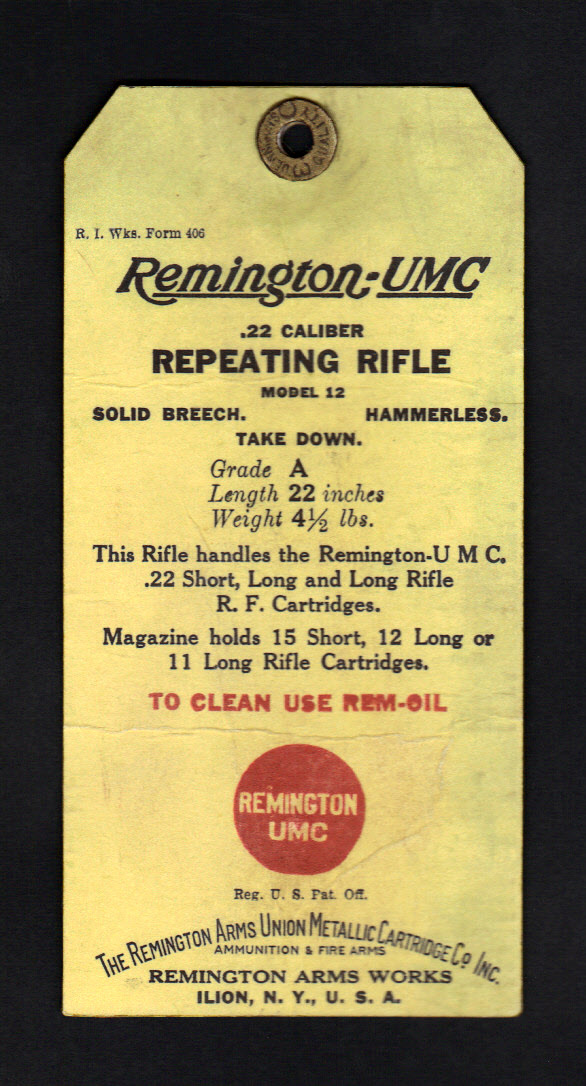 R. I. Wks. Form 406
Remington-UMC
.22 CALIBER
REPEATING RIFLE
MODEL 12
SOLID BREECH. HAMMERLESS.
TAKE DOWN.
Grade A
Length 22 inches
Weight 4½ lbs.
This Rifle handles the Remington-U M C.
.22 Short, Long and Long Rifle
R. F. Cartridges.
Magazine holds 15 Short, 12 Long or
11 Long Rifle Cartridges.
TO CLEAN USE REM-OIL
REMINGTON
UMC
Reg. U. S. Pat. Off.
THE REMINGTON ARMS UNION METALLIC CARTRIDGE Co INC.
AMMUNITION & FIRE ARMS
REMINGTON ARMS WORKS
ILION, N. Y., U. S. A.